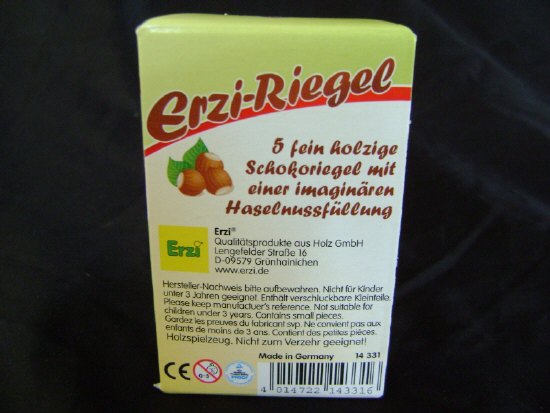 Erzi-Riegel
5 fein holzige
Schokoriegel mit
einer imaginären
Haselnussfüllung
Erzi
Erzi®
Qualitätsprodukte aus Holz GmbH
Lengefelder Straße 16
D-09579 Grünhainichen
www.erzi.de
Hersteller-Nachweis bitte aufbewahren. Nicht für Kinder
unter 3 Jahren geeignet. Enthält verschluckbare Kleinteile.
Please keep manufactuer's reference. Not suitable for
children under 3 years. Contains small pieces.
Gardez les preuves du fabricant svp. Ne convient pas aux
enfants de moins de 3 ans. Contient des petites pièces.
Holzspielzeug. Nicht zum Verzehr geeignet!
Made in Germany 14 331
CE 0-3
4 014722 143316